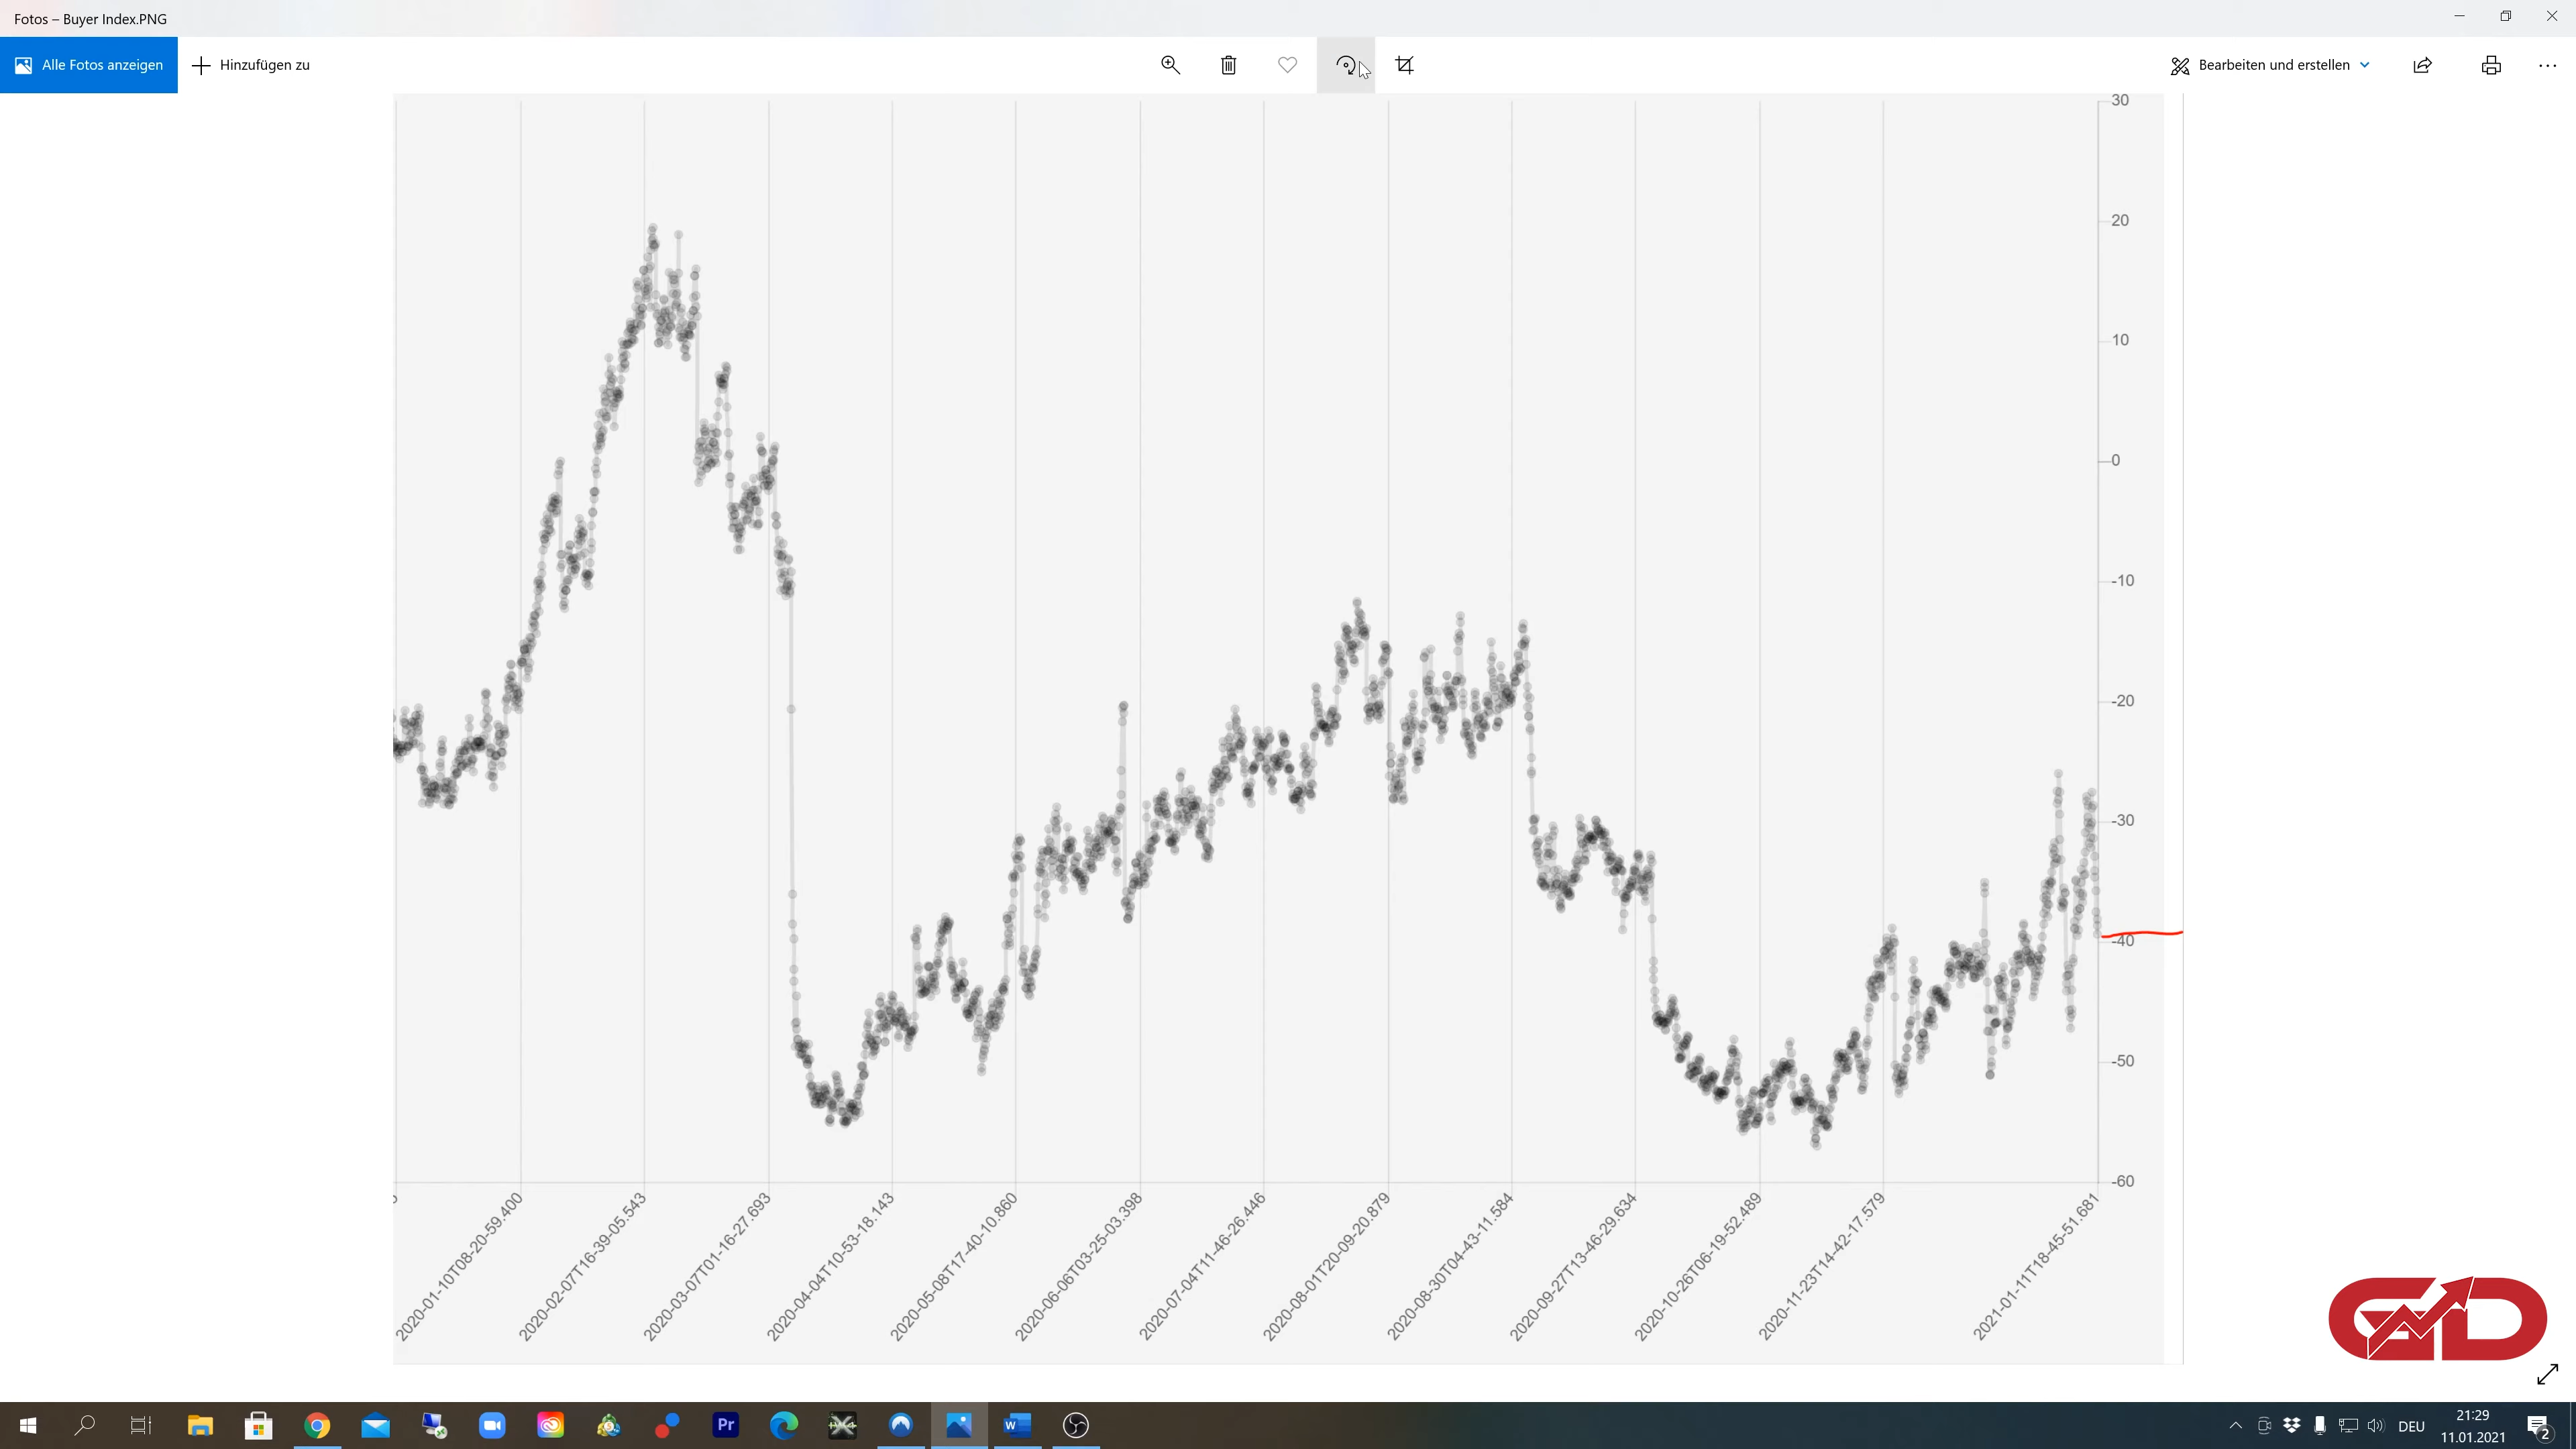 Fotos – Buyer Index.PNG
Alle Fotos anzeigen
Hinzufügen zu
Bearbeiten und erstellen
30
20
10
0
-10
-20
-30
-40
-50
-60
2020-01-10T08-20-59.400
2020-02-07T16-39-05.543
2020-03-07T01-16-27.693
2020-04-04T10-53-18.143
2020-05-08T17-40-10.860
2020-06-06T03-25-03.398
2020-07-04T11-46-26.446
2020-08-01T20-09-20.879
2020-08-30T04-43-11.584
2020-09-27T13-46-29.634
2020-10-26T06-19-52.489
2020-11-23T14-42-17.579
2021-01-11T18-45-51.681
GD
Pr
W
DEU
21:29
11.01.2021
2